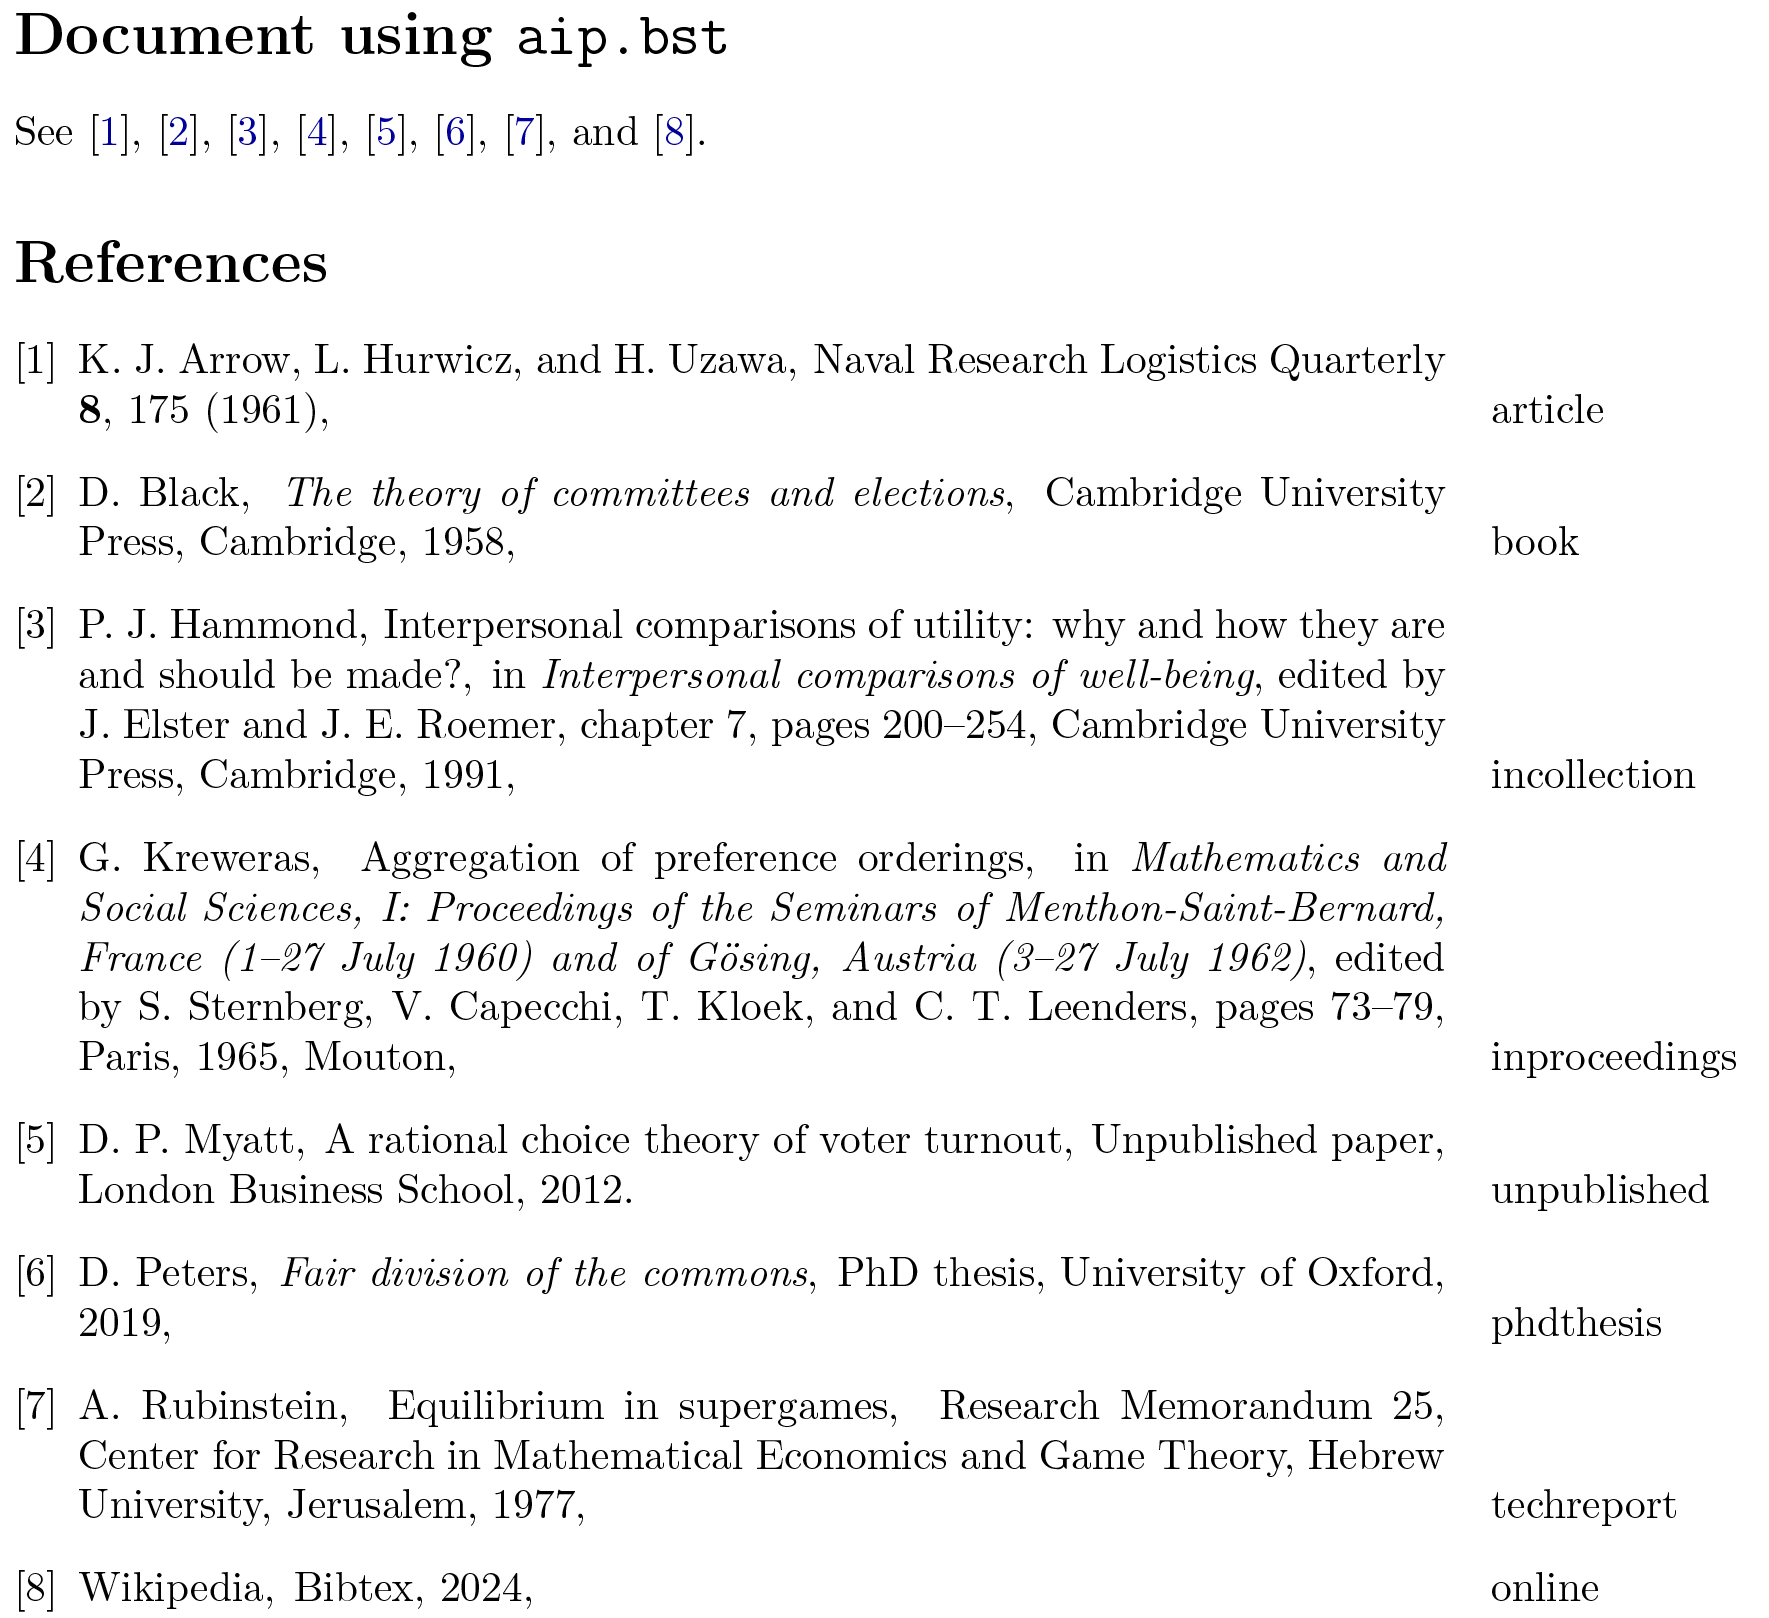 Document using aip.bst
See [1], [2], [3], [4], [5], [6], [7], and [8].
References
[1] K. J. Arrow, L. Hurwicz, and H. Uzawa, Naval Research Logistics Quarterly
8, 175 (1961), article
[2] D. Black, The theory of committees and elections, Cambridge University
Press, Cambridge, 1958, book
[3] P. J. Hammond, Interpersonal comparisons of utility: why and how they are
and should be made?, in Interpersonal comparisons of well-being, edited by
J. Elster and J. E. Roemer, chapter 7, pages 200–254, Cambridge University
Press, Cambridge, 1991, incollection
[4] G. Kreweras, Aggregation of preference orderings, in Mathematics and
Social Sciences, I: Proceedings of the Seminars of Menthon-Saint-Bernard,
France (1–27 July 1960) and of Gösing, Austria (3–27 July 1962), edited
by S. Sternberg, V. Capecchi, T. Kloek, and C. T. Leenders, pages 73–79,
Paris, 1965, Mouton, inproceedings
[5] D. P. Myatt, A rational choice theory of voter turnout, Unpublished paper,
London Business School, 2012. unpublished
[6] D. Peters, Fair division of the commons, PhD thesis, University of Oxford,
2019, phdthesis
[7] A. Rubinstein, Equilibrium in supergames, Research Memorandum 25,
Center for Research in Mathematical Economics and Game Theory, Hebrew
University, Jerusalem, 1977, techreport
[8] Wikipedia, Bibtex, 2024, online